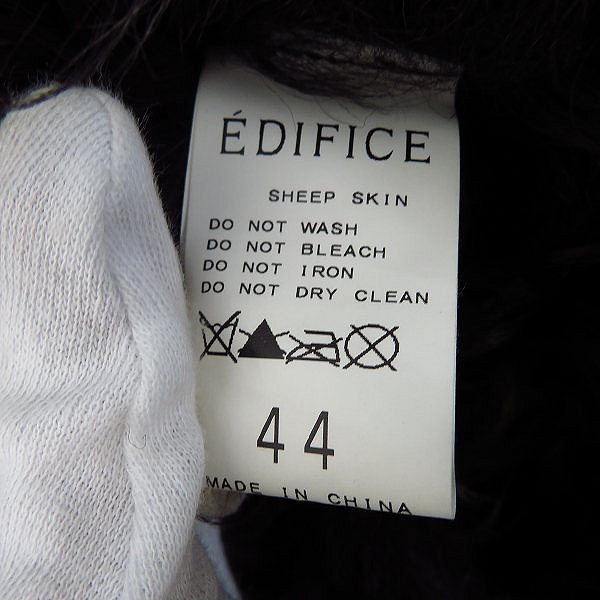 ÉDIFICE
SHEEP SKIN
DO NOT WASH
DO NOT BLEACH
DO NOT IRON
DO NOT DRY CLEAN
44
MADE IN CHINA